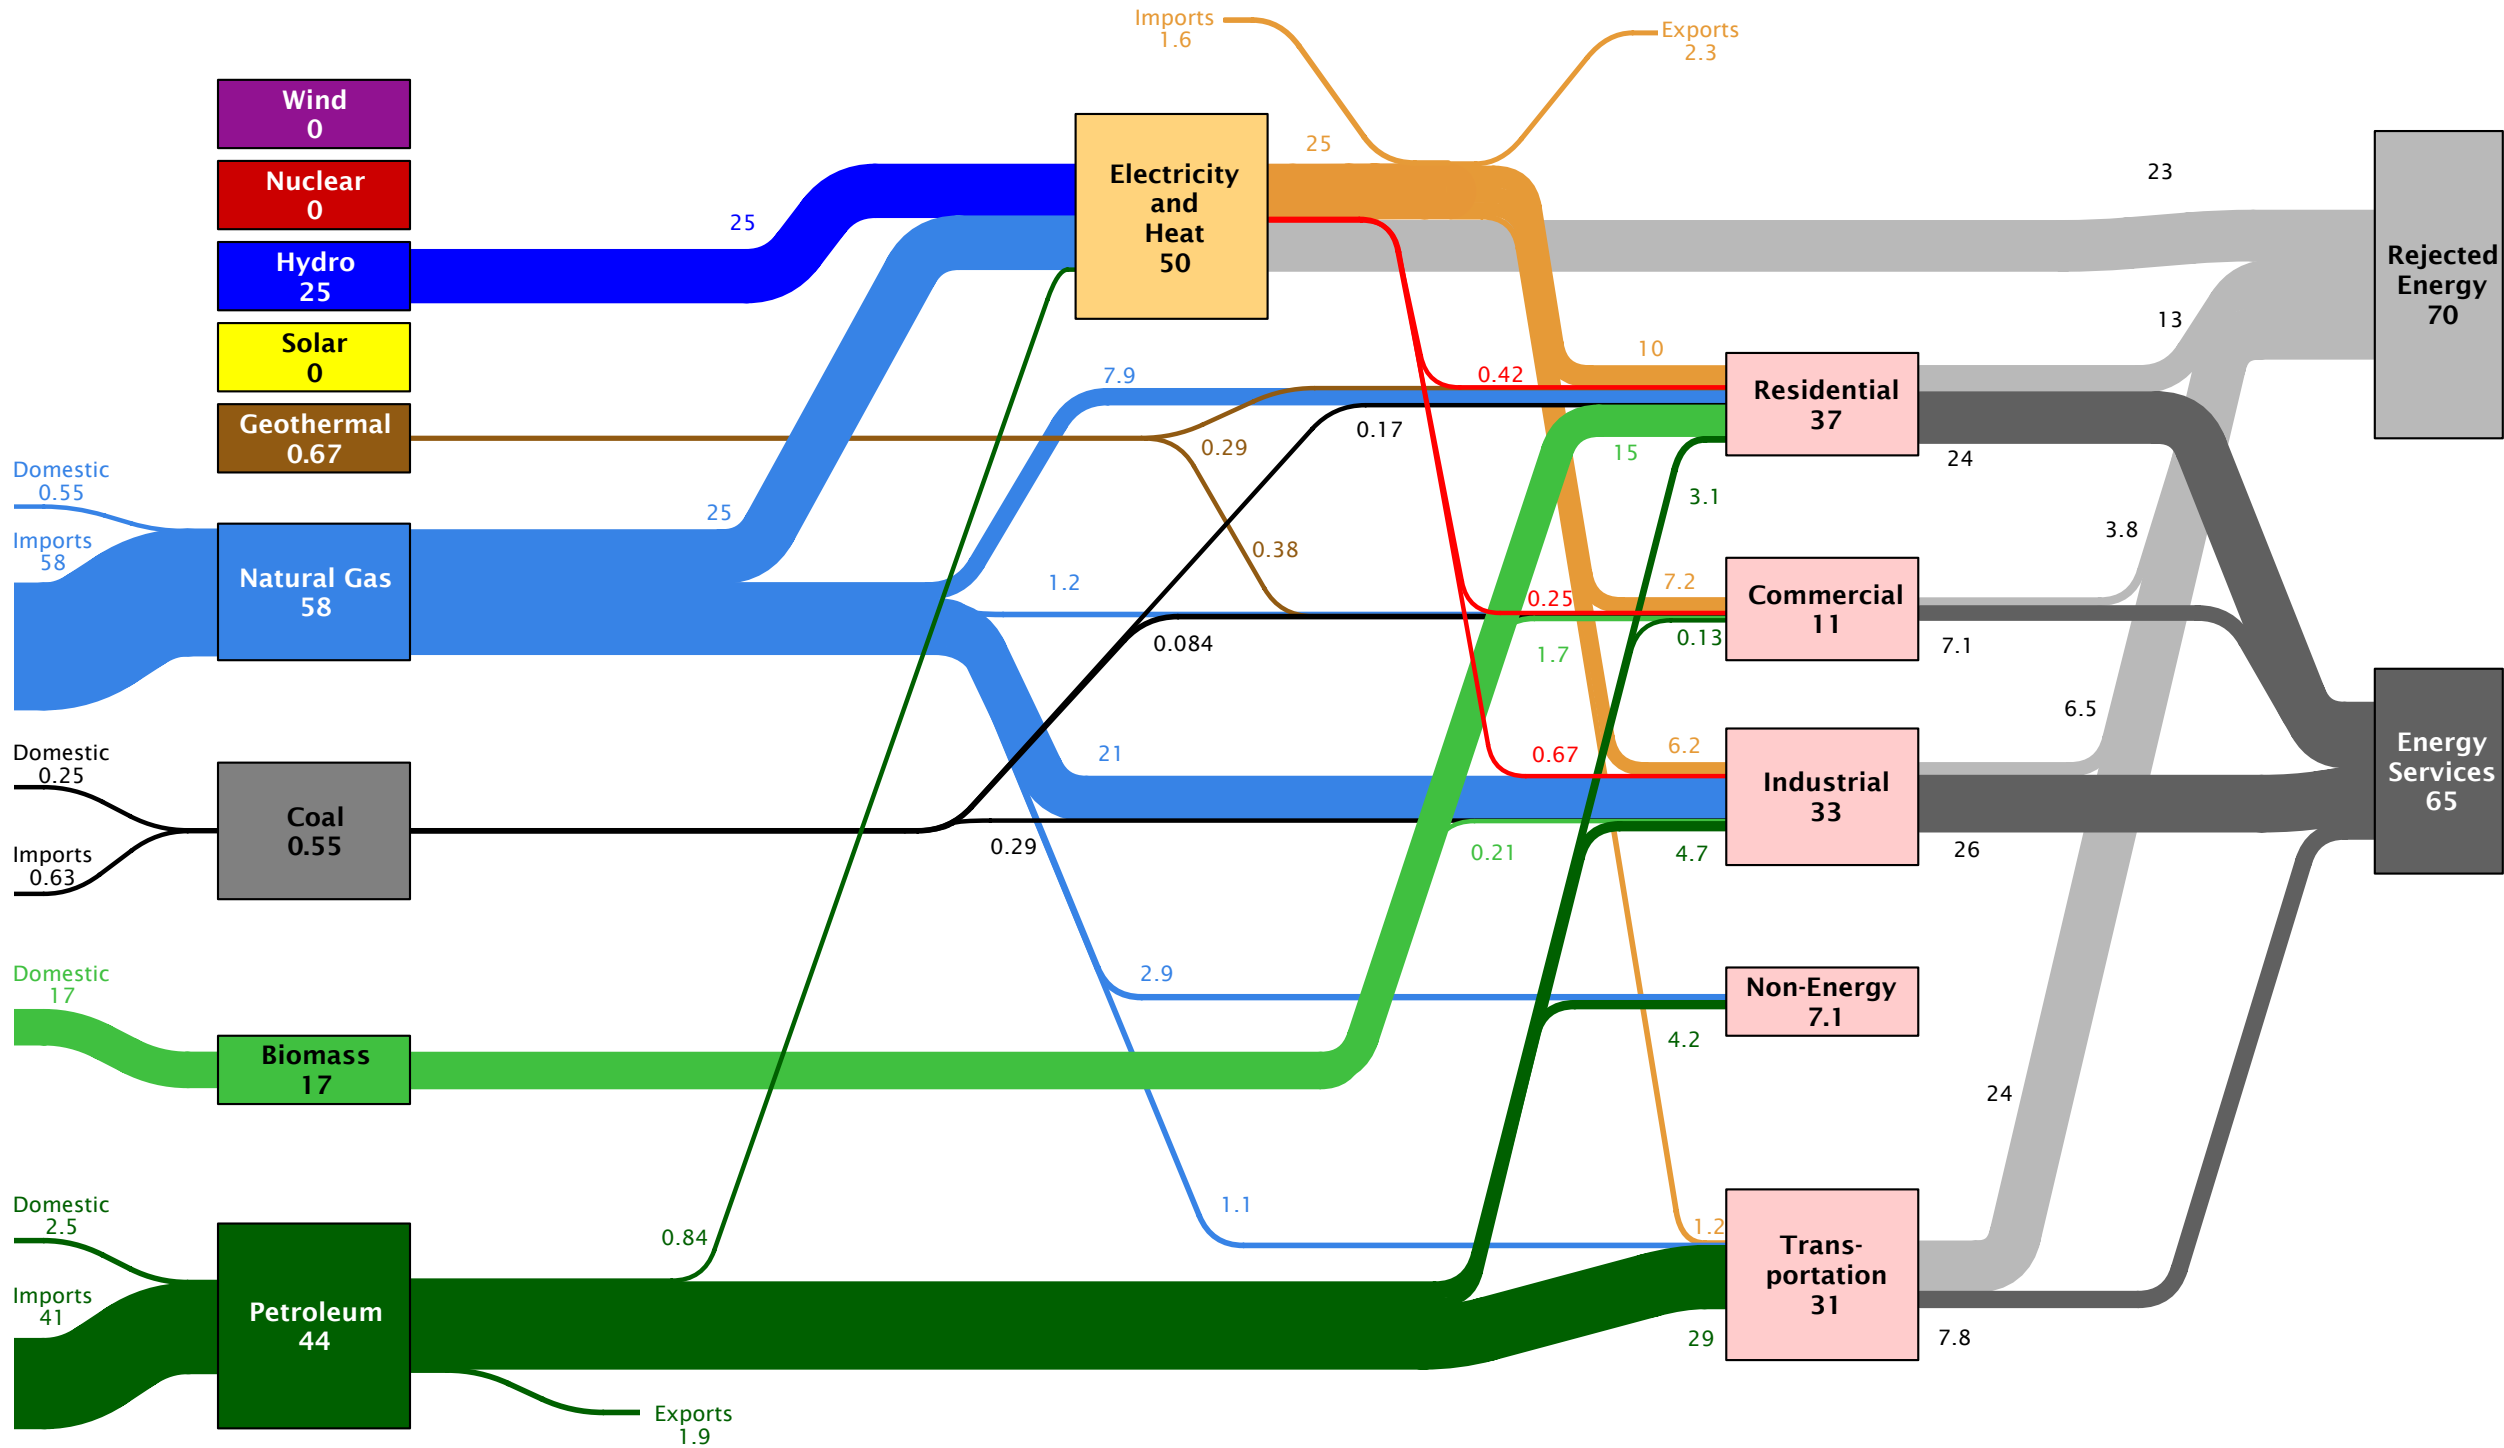 Imports
1.6
Exports
2.3
Wind
0
Nuclear
0
Hydro
25
Solar
0
Geothermal
0.67
25
Electricity
and
Heat
50
25
23
Rejected
Energy
70
13
Domestic
0.55
Imports
58
Natural Gas
58
25
7.9
0.29
0.38
0.17
0.42
10
15
3.1
Residential
37
24
1.2
0.084
0.25
7.2
1.7
0.13
Commercial
11
3.8
7.1
Domestic
0.25
Imports
0.63
Coal
0.55
0.29
21
0.67
6.2
0.21
4.7
Industrial
33
6.5
26
Energy
Services
65
Domestic
17
Biomass
17
2.9
4.2
Non-Energy
7.1
24
Domestic
2.5
Imports
41
Petroleum
44
0.84
Exports
1.9
1.1
1.2
29
Trans-
portation
31
7.8